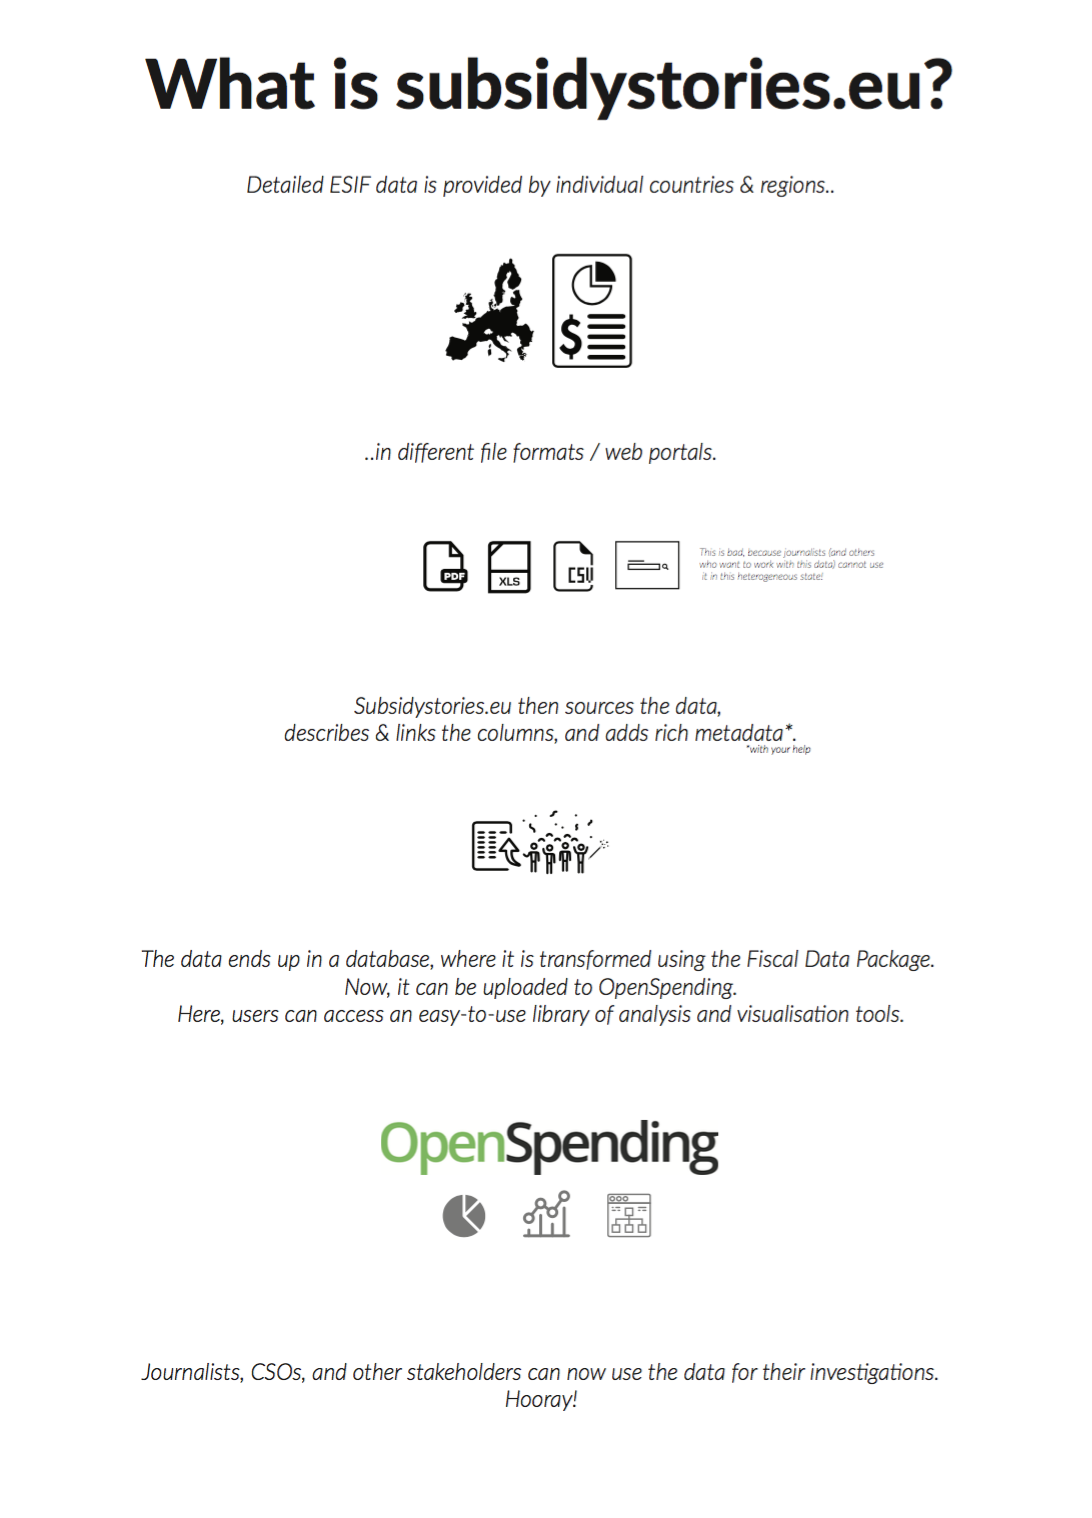 What is subsidystories.eu?
Detailed ESIF data is provided by individual countries & regions..
$
..in different file formats / web portals.
PDF
XLS
CSV
This is bad, because journalists (and others
who want to work with this data) cannot use
it in this heterogeneous state!
Subsidystories.eu then sources the data,
describes & links the columns, and adds rich metadata*.
*with your help
The data ends up in a database, where it is transformed using the Fiscal Data Package.
Now, it can be uploaded to OpenSpending.
Here, users can access an easy-to-use library of analysis and visualisation tools.
OpenSpending
Journalists, CSOs, and other stakeholders can now use the data for their investigations.
Hooray!